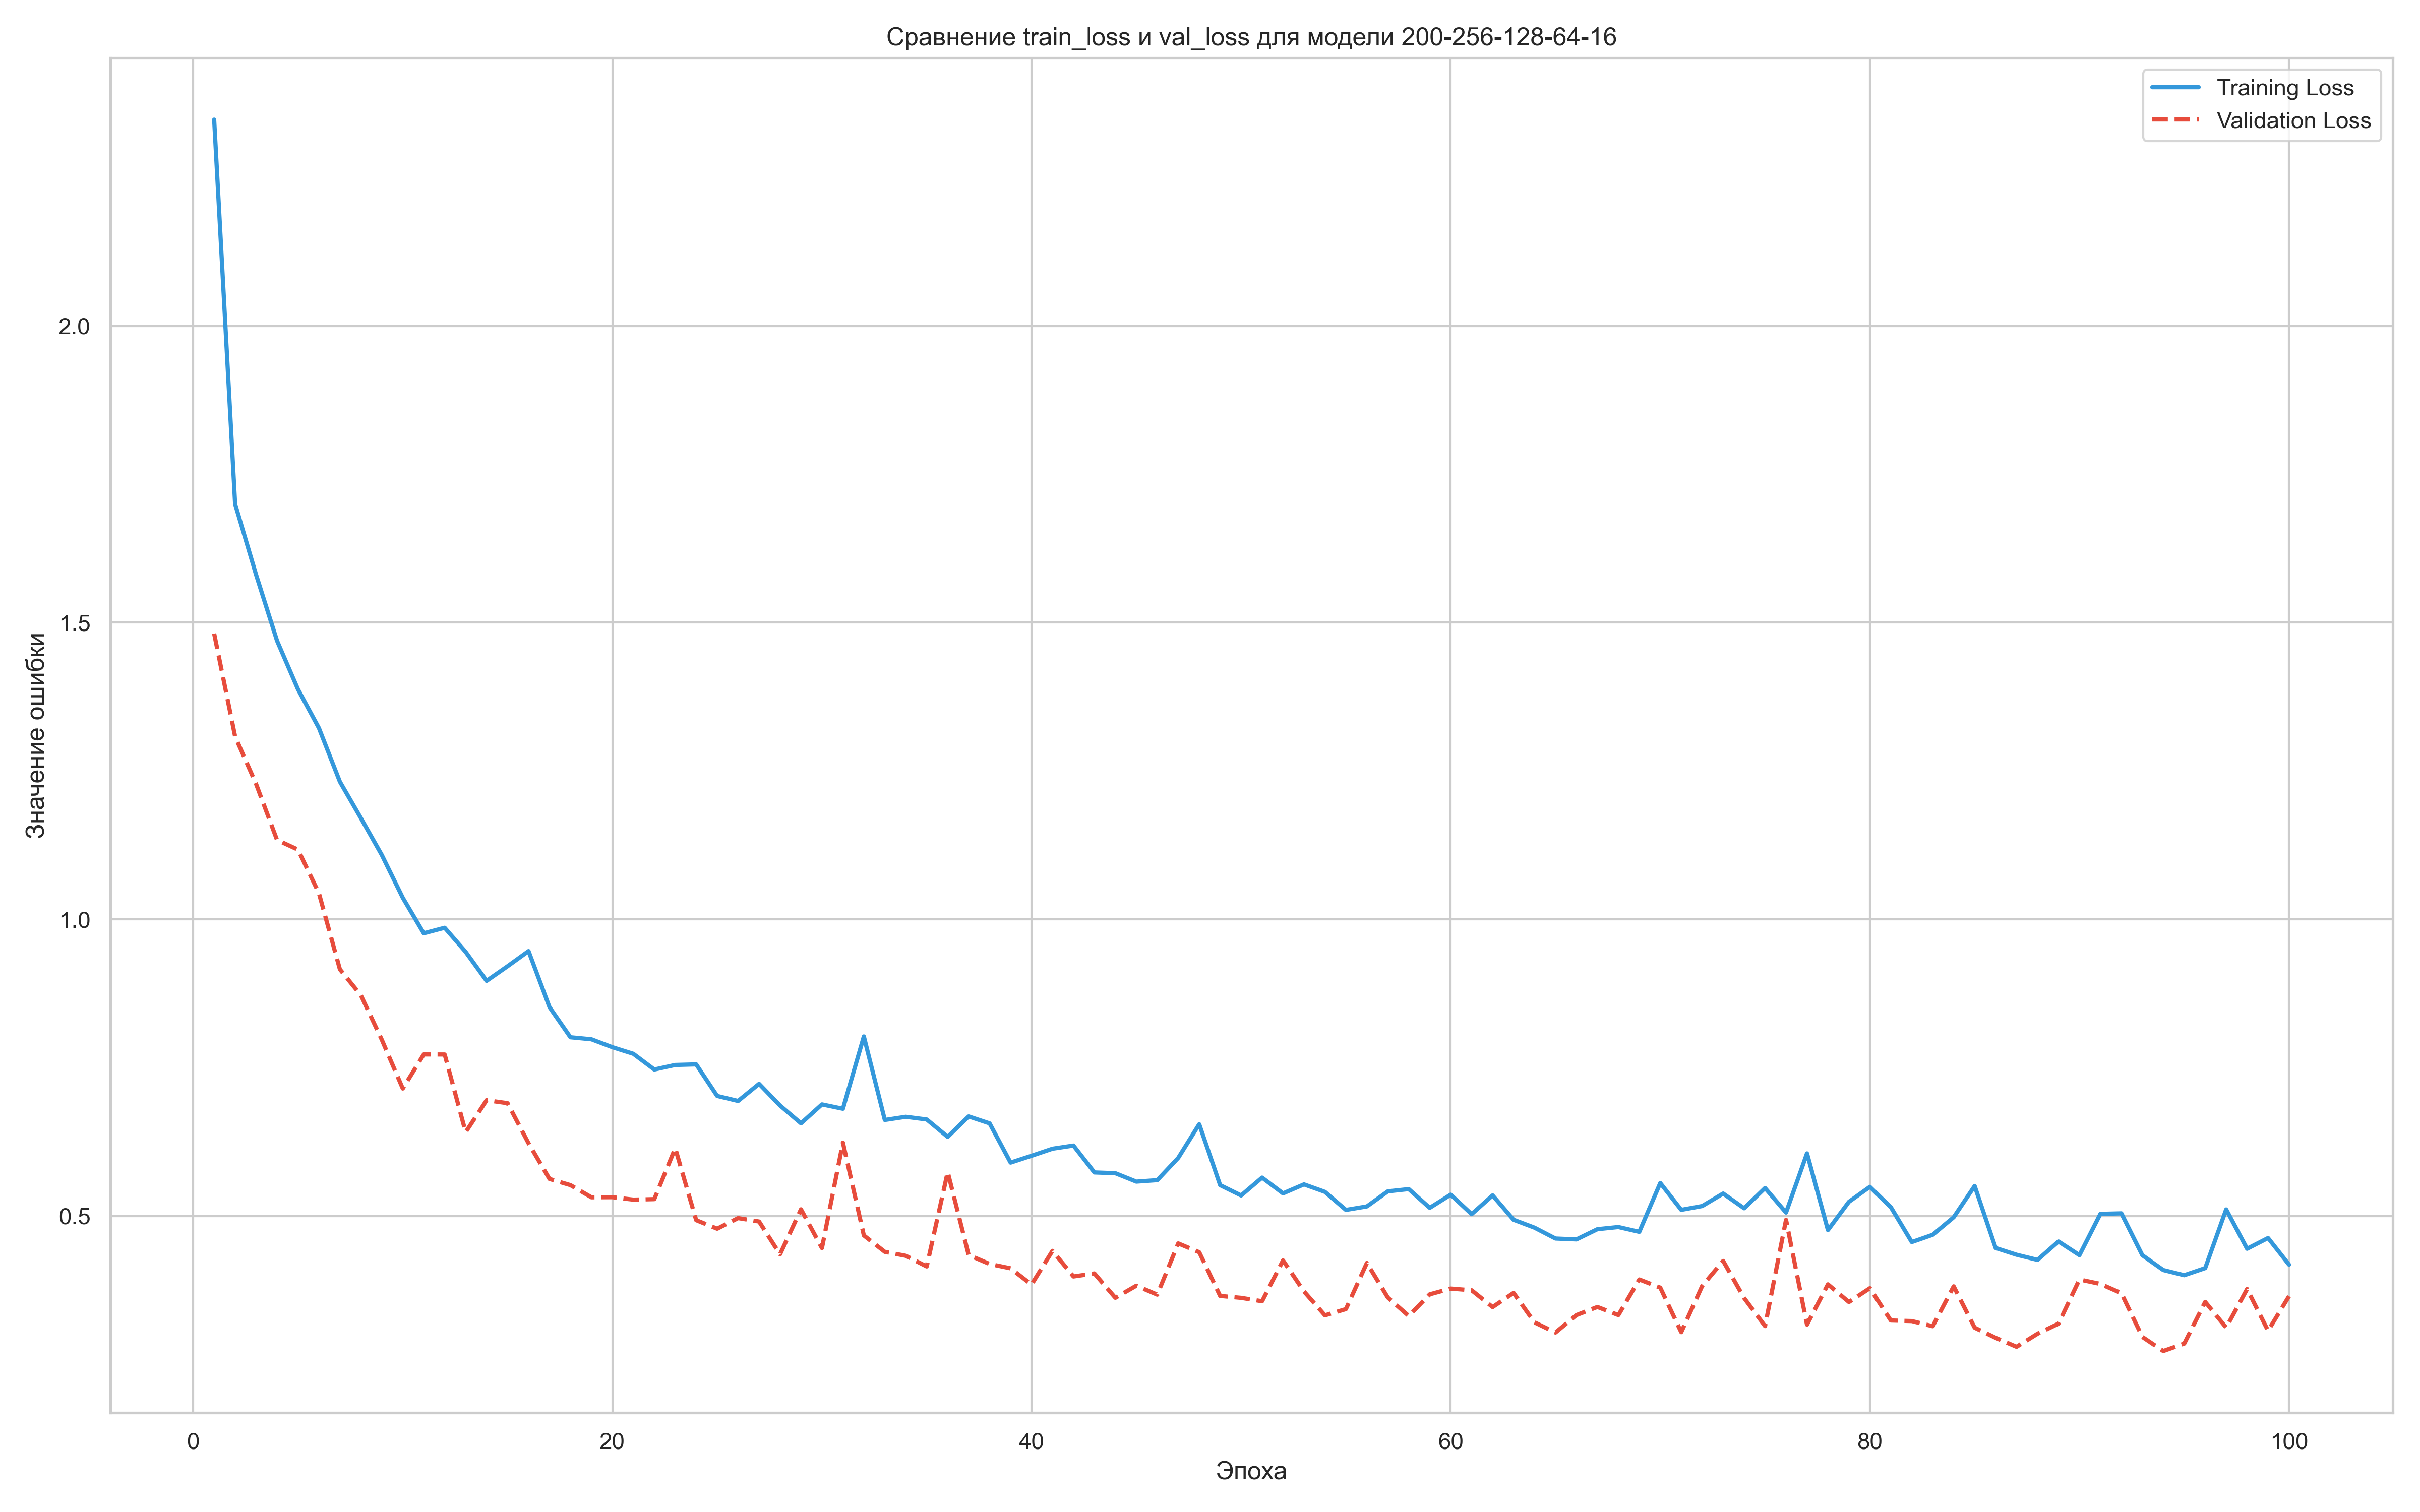 Сравнение train_loss и val_loss для модели 200-256-128-64-16
Training Loss
Validation Loss
2.0
1.5
1.0
0.5
Значение ошибки
0 20 40 60 80 100
Эпоха